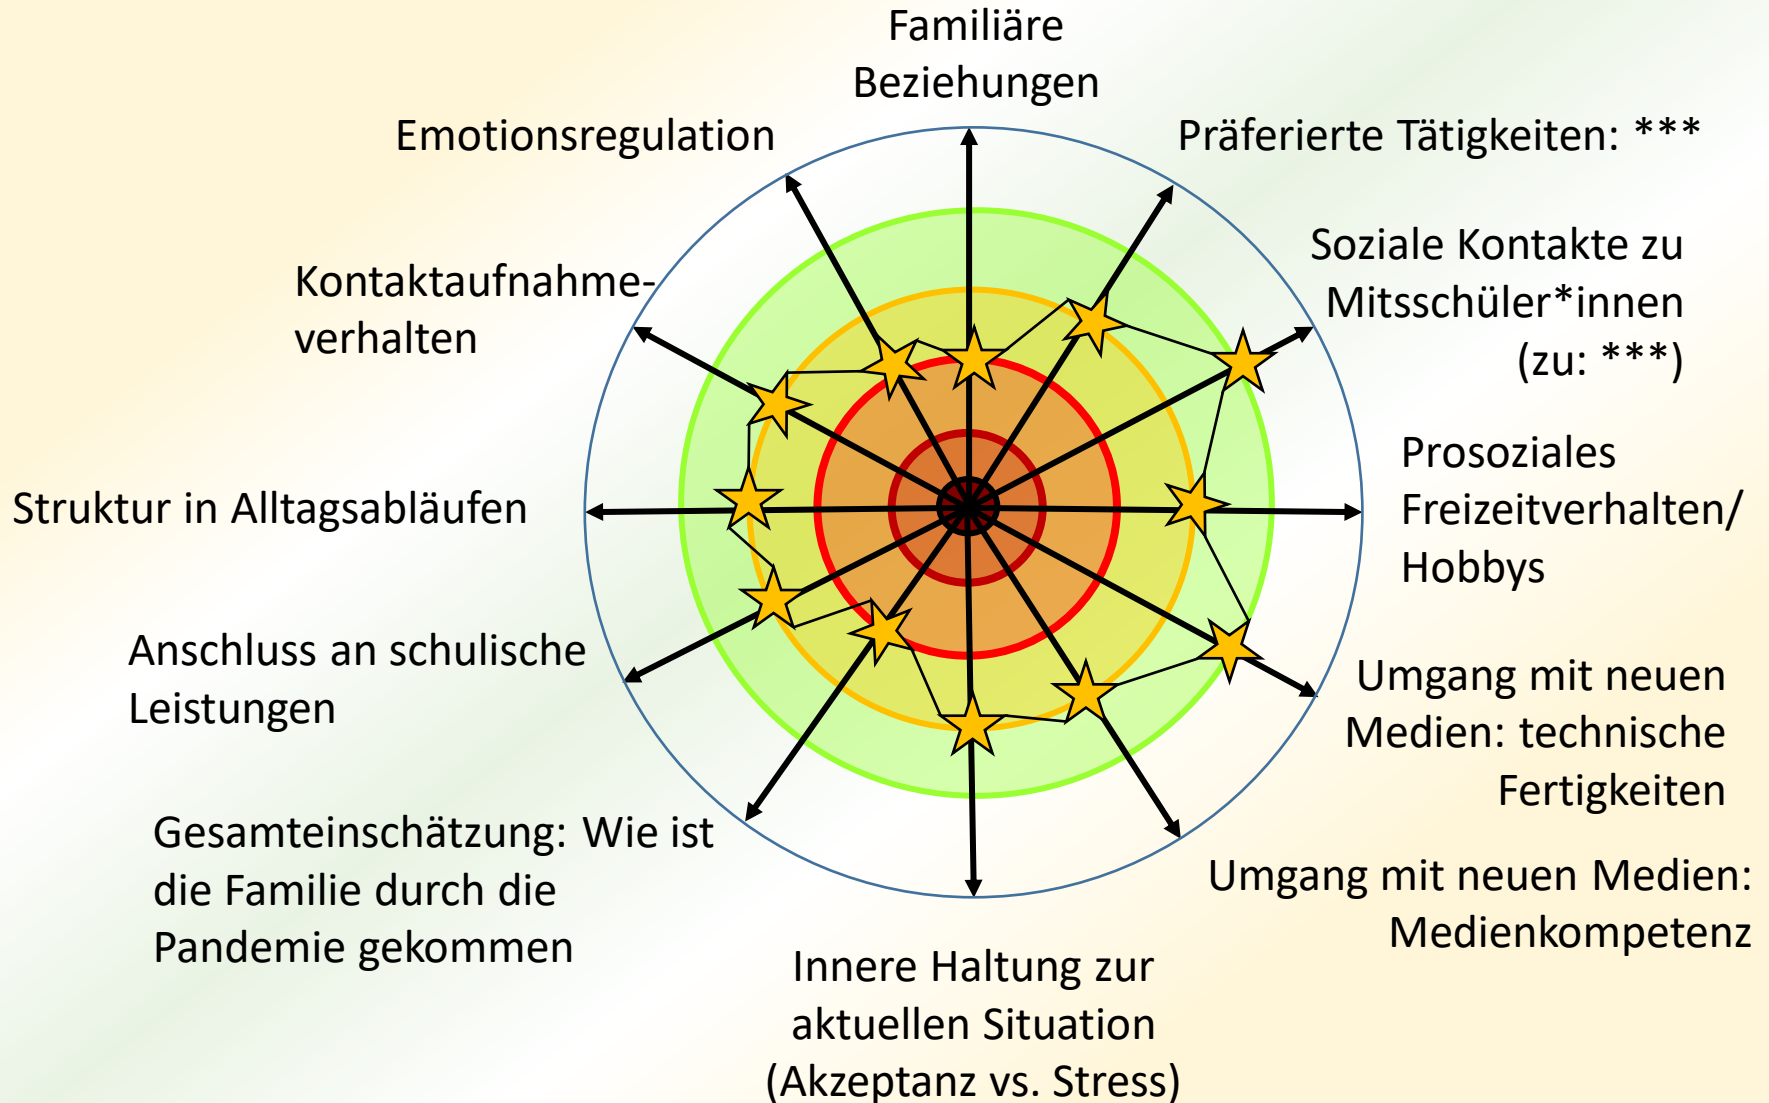 Familiäre
Beziehungen
Emotionsregulation
Präferierte Tätigkeiten: ***
Soziale Kontakte zu
Mitsschüler*innen
(zu: ***)
Kontaktaufnahme-
verhalten
Prosoziales
Freizeitverhalten/
Hobbys
Struktur in Alltagsabläufen
Anschluss an schulische
Leistungen
Umgang mit neuen
Medien: technische
Fertigkeiten
Gesamteinschätzung: Wie ist
die Familie durch die
Pandemie gekommen
Umgang mit neuen Medien:
Medienkompetenz
Innere Haltung zur
aktuellen Situation
(Akzeptanz vs. Stress)